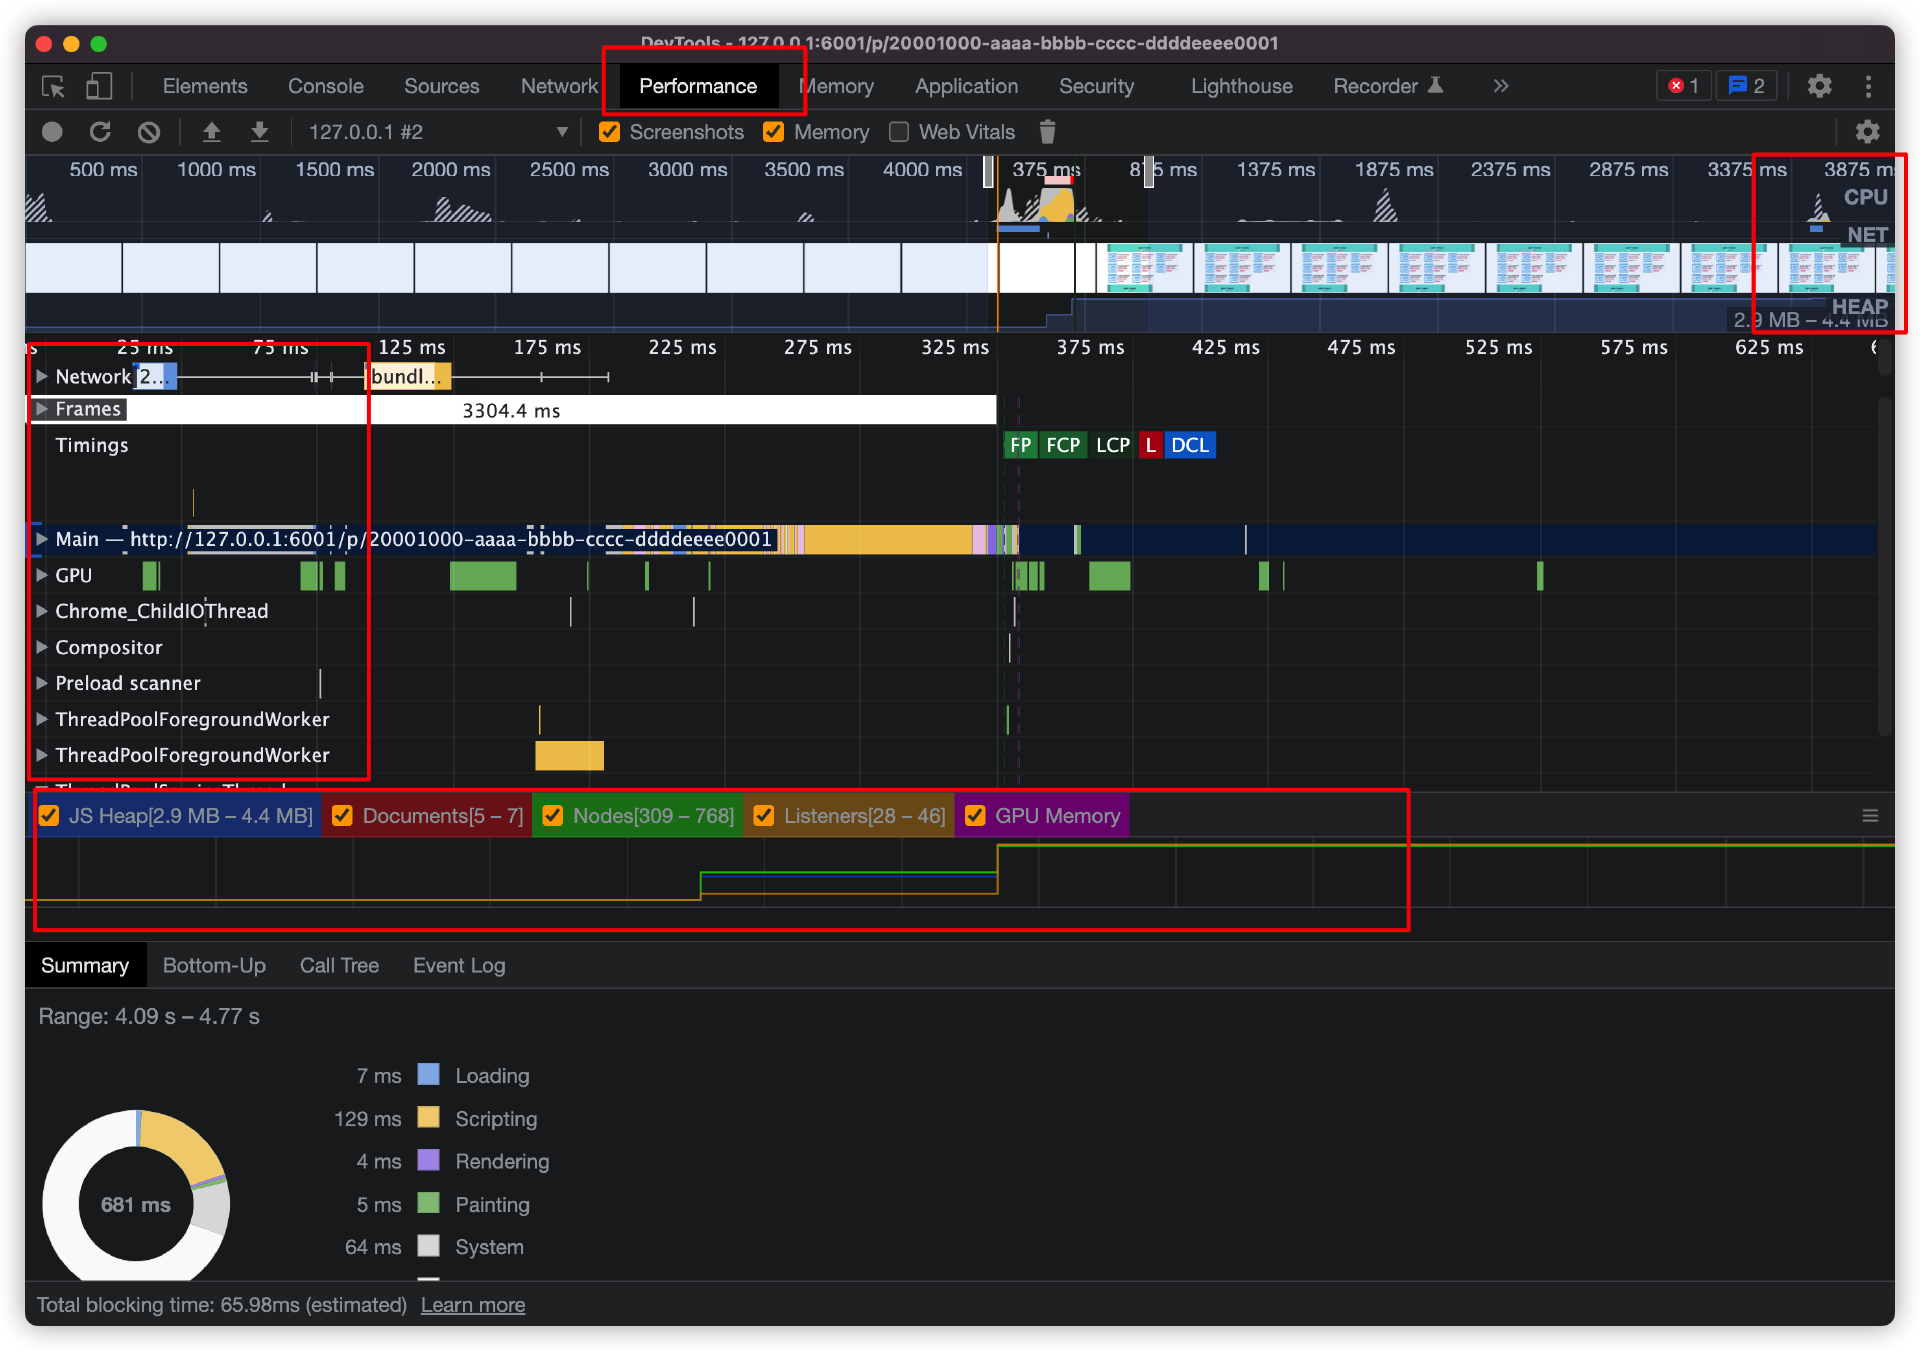 DevTools - 127.0.0.1:6001/p/20001000-aaaa-bbbb-cccc-ddddeeee0001
Elements Console Sources Network Performance Memory Application Security Lighthouse Recorder » 1 2
127.0.0.1 #2 Screenshots Memory Web Vitals
500 ms 1000 ms 1500 ms 2000 ms 2500 ms 3000 ms 3500 ms 4000 ms 375 ms 875 ms 1375 ms 1875 ms 2375 ms 2875 ms 3375 ms 3875 ms
CPU
NET
HEAP
2.9 MB – 4.4 MB
25 ms 75 ms 125 ms 175 ms 225 ms 275 ms 325 ms 375 ms 425 ms 475 ms 525 ms 575 ms 625 ms
Network 2... bundl...
Frames 3304.4 ms
Timings FP FCP LCP L DCL
Main — http://127.0.0.1:6001/p/20001000-aaaa-bbbb-cccc-ddddeeee0001
GPU
Chrome_ChildIOThread
Compositor
Preload scanner
ThreadPoolForegroundWorker
ThreadPoolForegroundWorker
JS Heap[2.9 MB – 4.4 MB] Documents[5 – 7] Nodes[309 – 768] Listeners[28 – 46] GPU Memory
Summary Bottom-Up Call Tree Event Log
Range: 4.09 s – 4.77 s
7 ms Loading
129 ms Scripting
4 ms Rendering
681 ms
5 ms Painting
64 ms System
Total blocking time: 65.98ms (estimated) Learn more